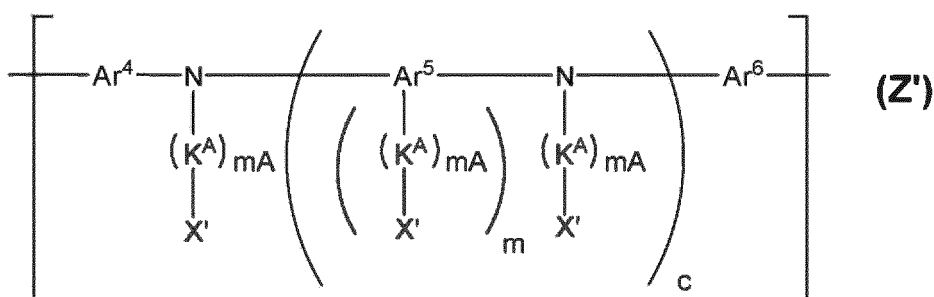 Ar⁴ N Ar⁵ N Ar⁶ (Z')
(Kᴬ)mA (Kᴬ)mA (Kᴬ)mA
X' X' m X'
c